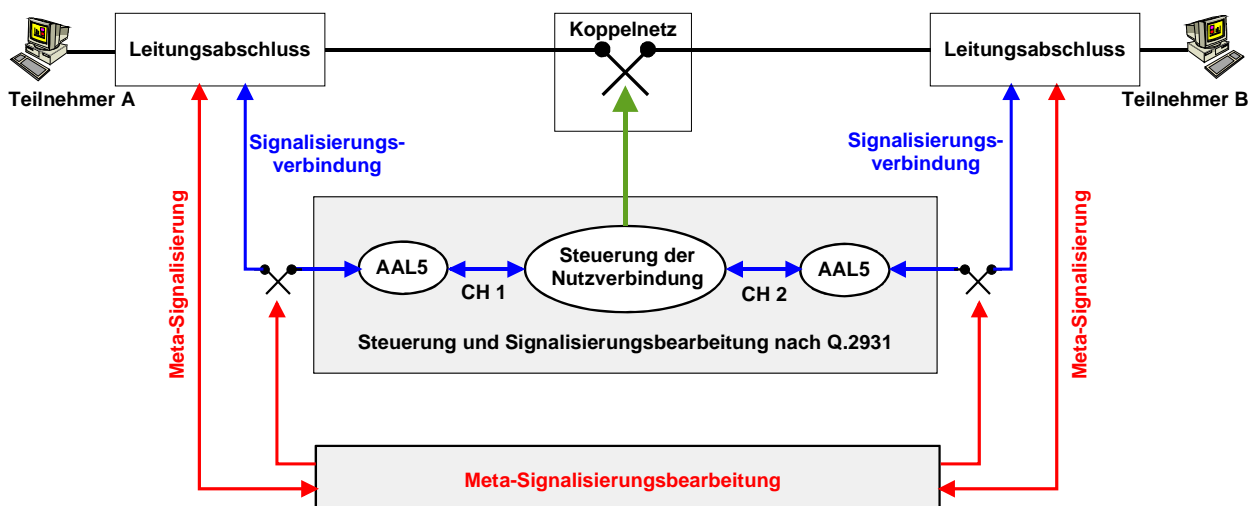 Koppelnetz
Leitungsabschluss
Leitungsabschluss
Teilnehmer A
Teilnehmer B
Signalisierungs-
verbindung
Signalisierungs-
verbindung
Meta-Signalisierung
Meta-Signalisierung
AAL5
CH 1
Steuerung der
Nutzverbindung
CH 2
AAL5
Steuerung und Signalisierungsbearbeitung nach Q.2931
Meta-Signalisierungsbearbeitung